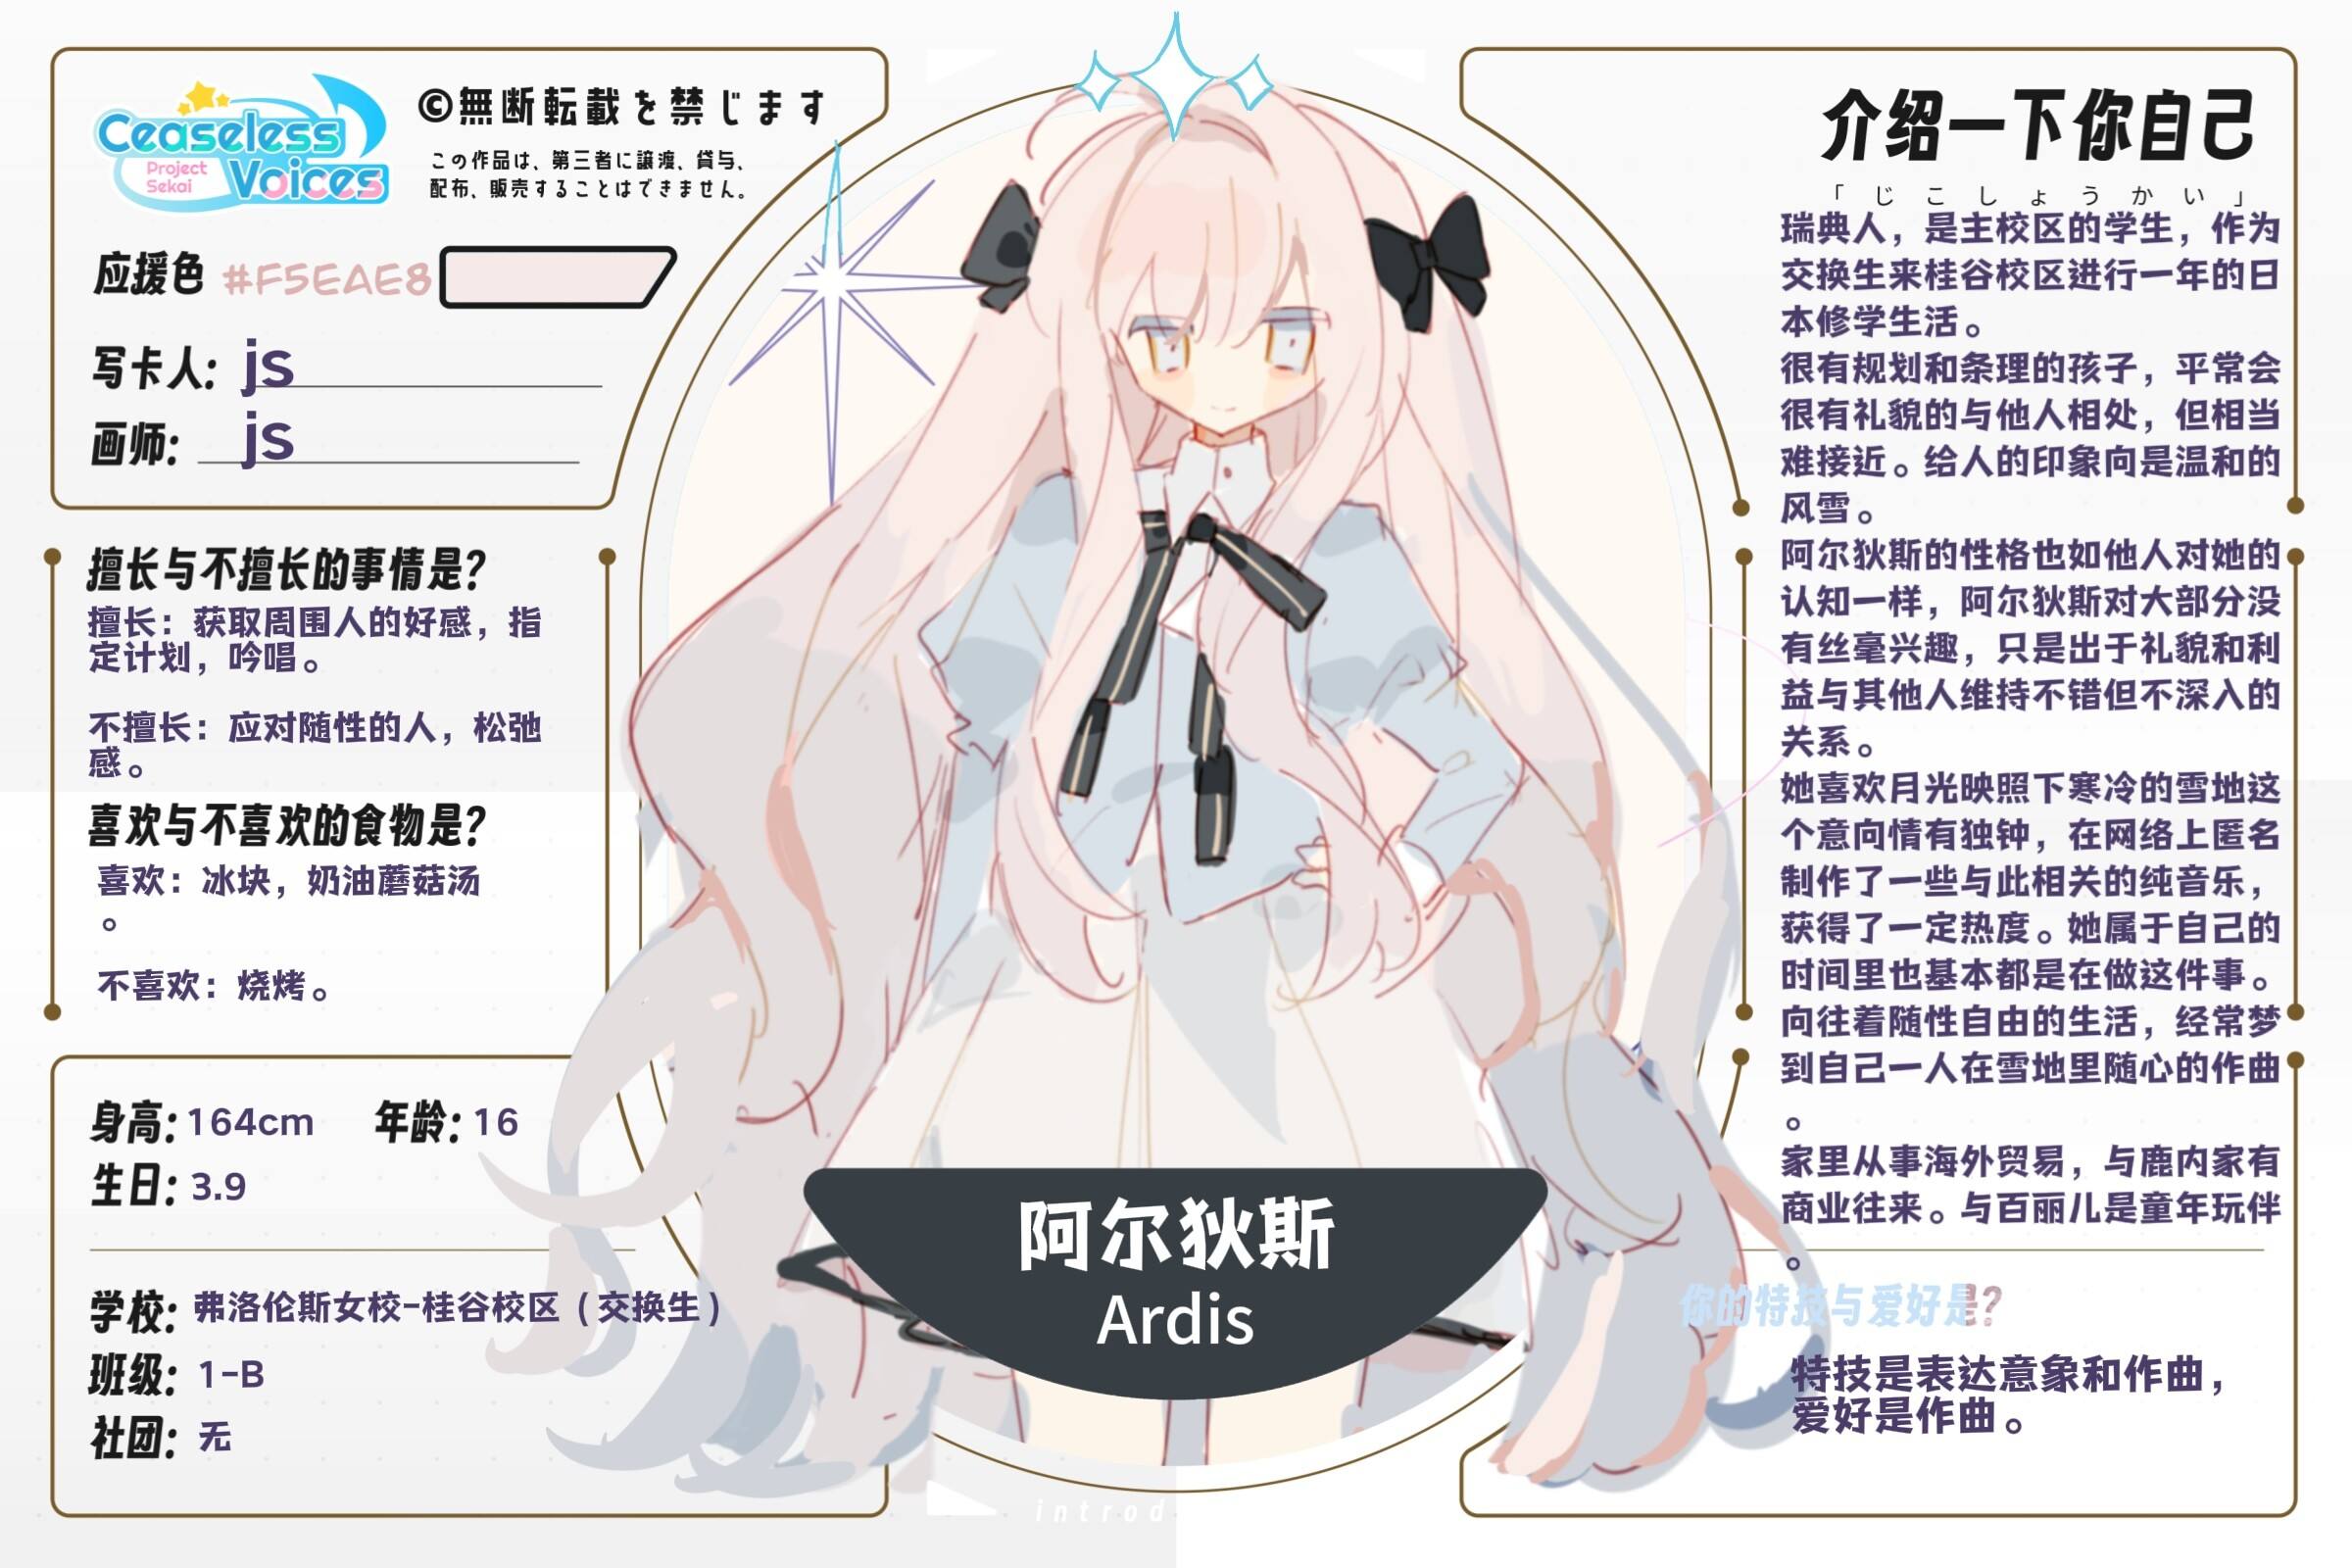 Ceaseless
Project
Sekai
Voices
©無断転載を禁じます
この作品は、第三者に譲渡、貸与、
配布、販売することはできません。
应援色 #F5EAE8
写卡人: js
画师: js
擅长与不擅长的事情是?
擅长：获取周围人的好感，指
定计划，吟唱。
不擅长：应对随性的人，松弛
感。
喜欢与不喜欢的食物是?
喜欢：冰块，奶油蘑菇汤
。
不喜欢：烧烤。
身高: 164cm 年龄: 16
生日: 3.9
学校: 弗洛伦斯女校-桂谷校区（交换生）
班级: 1-B
社团: 无
阿尔狄斯
Ardis
introd
介绍一下你自己
「じこしょうかい」
瑞典人，是主校区的学生，作为
交换生来桂谷校区进行一年的日
本修学生活。
很有规划和条理的孩子，平常会
很有礼貌的与他人相处，但相当
难接近。给人的印象向是温和的
风雪。
阿尔狄斯的性格也如他人对她的
认知一样，阿尔狄斯对大部分没
有丝毫兴趣，只是出于礼貌和利
益与其他人维持不错但不深入的
关系。
她喜欢月光映照下寒冷的雪地这
个意向情有独钟，在网络上匿名
制作了一些与此相关的纯音乐，
获得了一定热度。她属于自己的
时间里也基本都是在做这件事。
向往着随性自由的生活，经常梦
到自己一人在雪地里随心的作曲
。
家里从事海外贸易，与鹿内家有
商业往来。与百丽儿是童年玩伴
。
你的特技与爱好是?
特技是表达意象和作曲，
爱好是作曲。